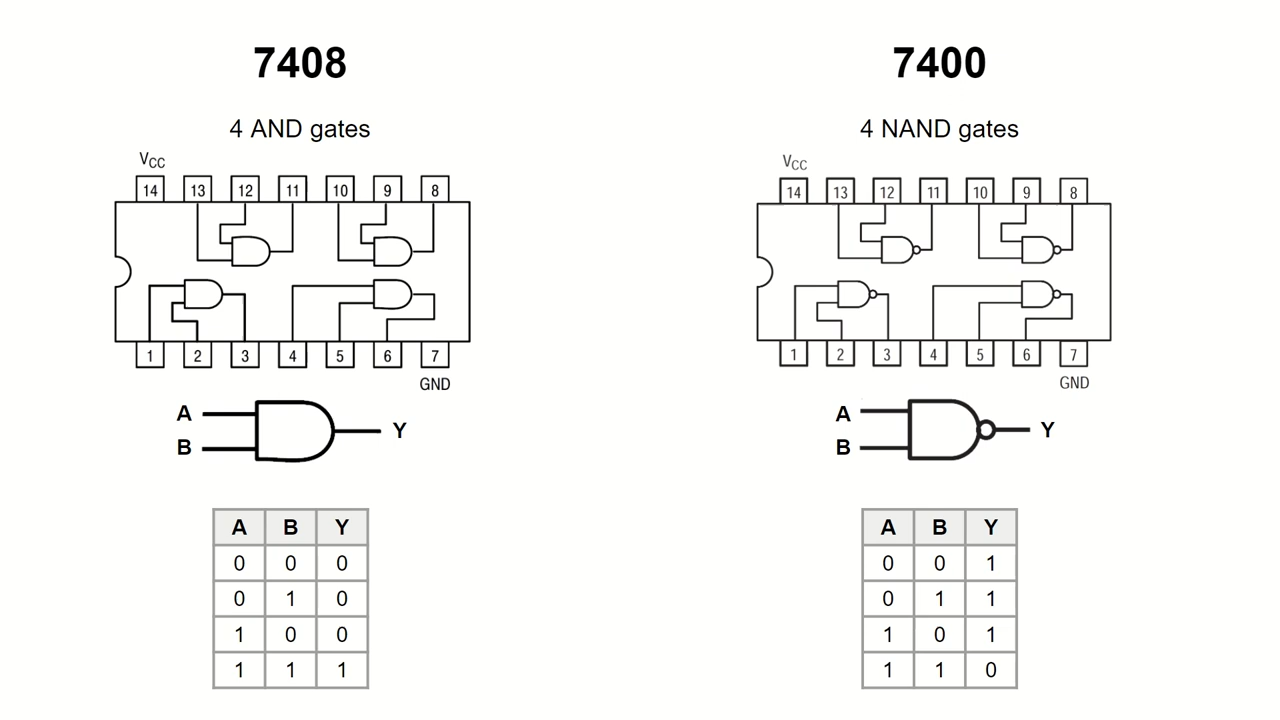 7408
4 AND gates
VCC
14 13 12 11 10 9 8
1 2 3 4 5 6 7
GND
A
B
Y
A B Y
0 0 0
0 1 0
1 0 0
1 1 1
7400
4 NAND gates
VCC
14 13 12 11 10 9 8
1 2 3 4 5 6 7
GND
A
B
Y
A B Y
0 0 1
0 1 1
1 0 1
1 1 0